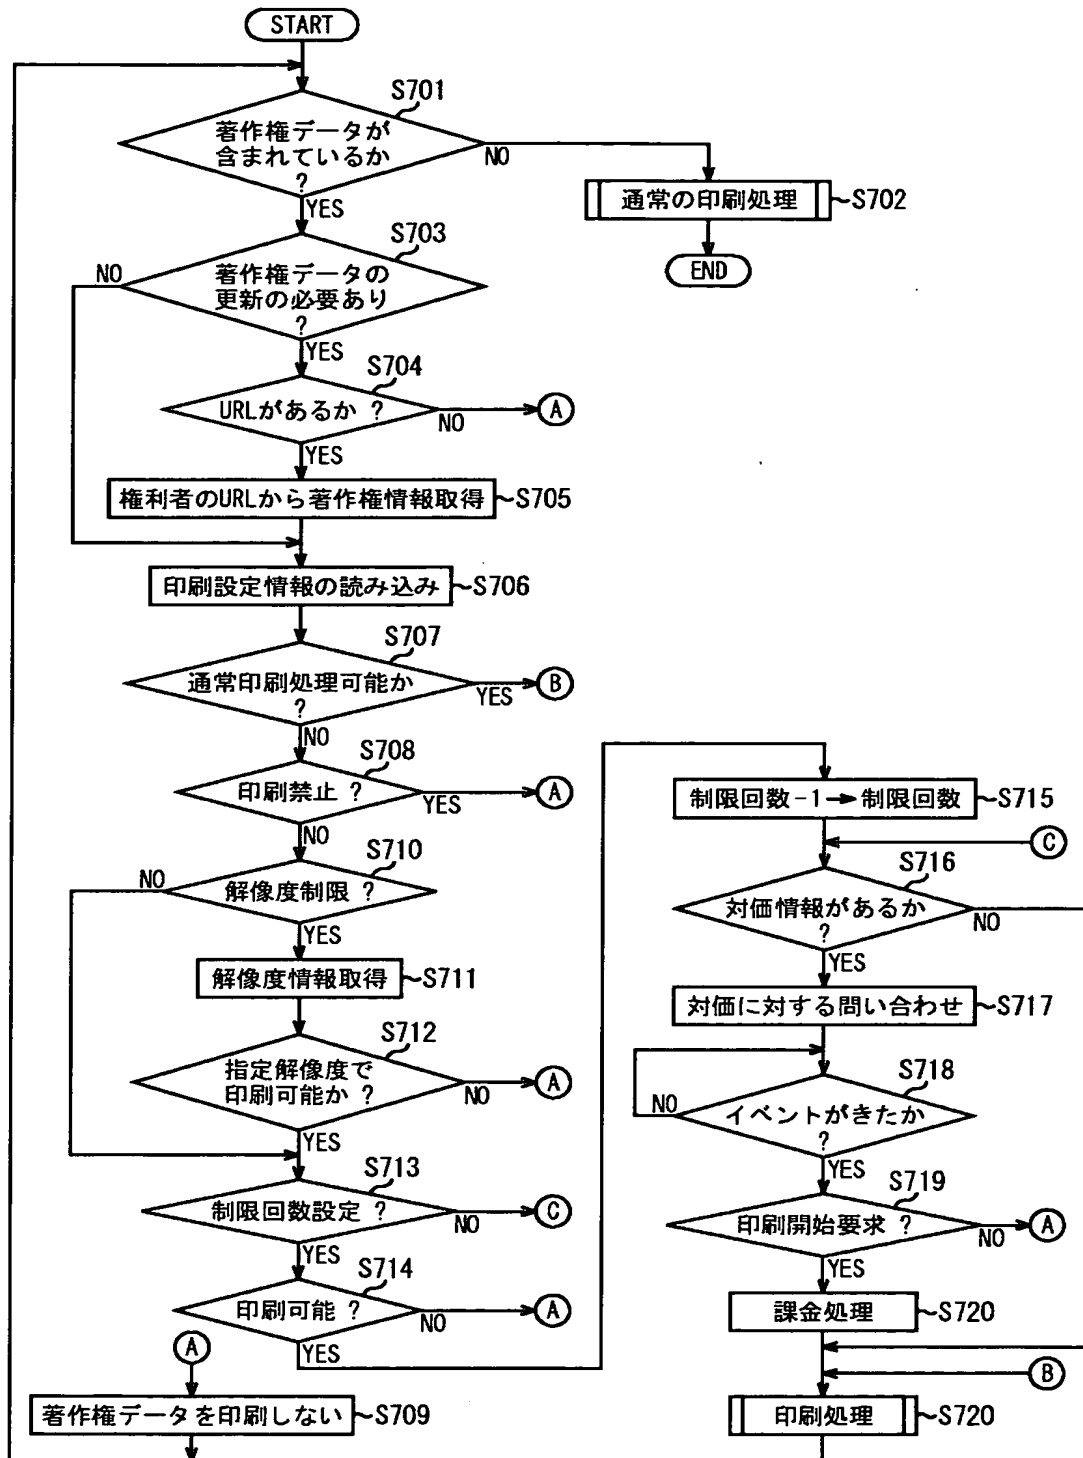 START
S701
著作権データが
含まれているか
?
NO
YES
通常の印刷処理
S702
END
S703
著作権データの
更新の必要あり
?
NO
YES
S704
URLがあるか ?
NO
A
YES
権利者のURLから著作権情報取得
S705
印刷設定情報の読み込み
S706
S707
通常印刷処理可能か
?
YES
B
NO
S708
印刷禁止 ?
YES
A
NO
S710
解像度制限 ?
NO
YES
解像度情報取得
S711
S712
指定解像度で
印刷可能か ?
NO
A
YES
S713
制限回数設定 ?
NO
C
YES
S714
印刷可能 ?
NO
A
YES
A
著作権データを印刷しない
S709
制限回数-1→制限回数
S715
C
S716
対価情報があるか
?
NO
YES
対価に対する問い合わせ
S717
S718
イベントがきたか
?
NO
YES
S719
印刷開始要求 ?
NO
A
YES
課金処理
S720
B
印刷処理
S720